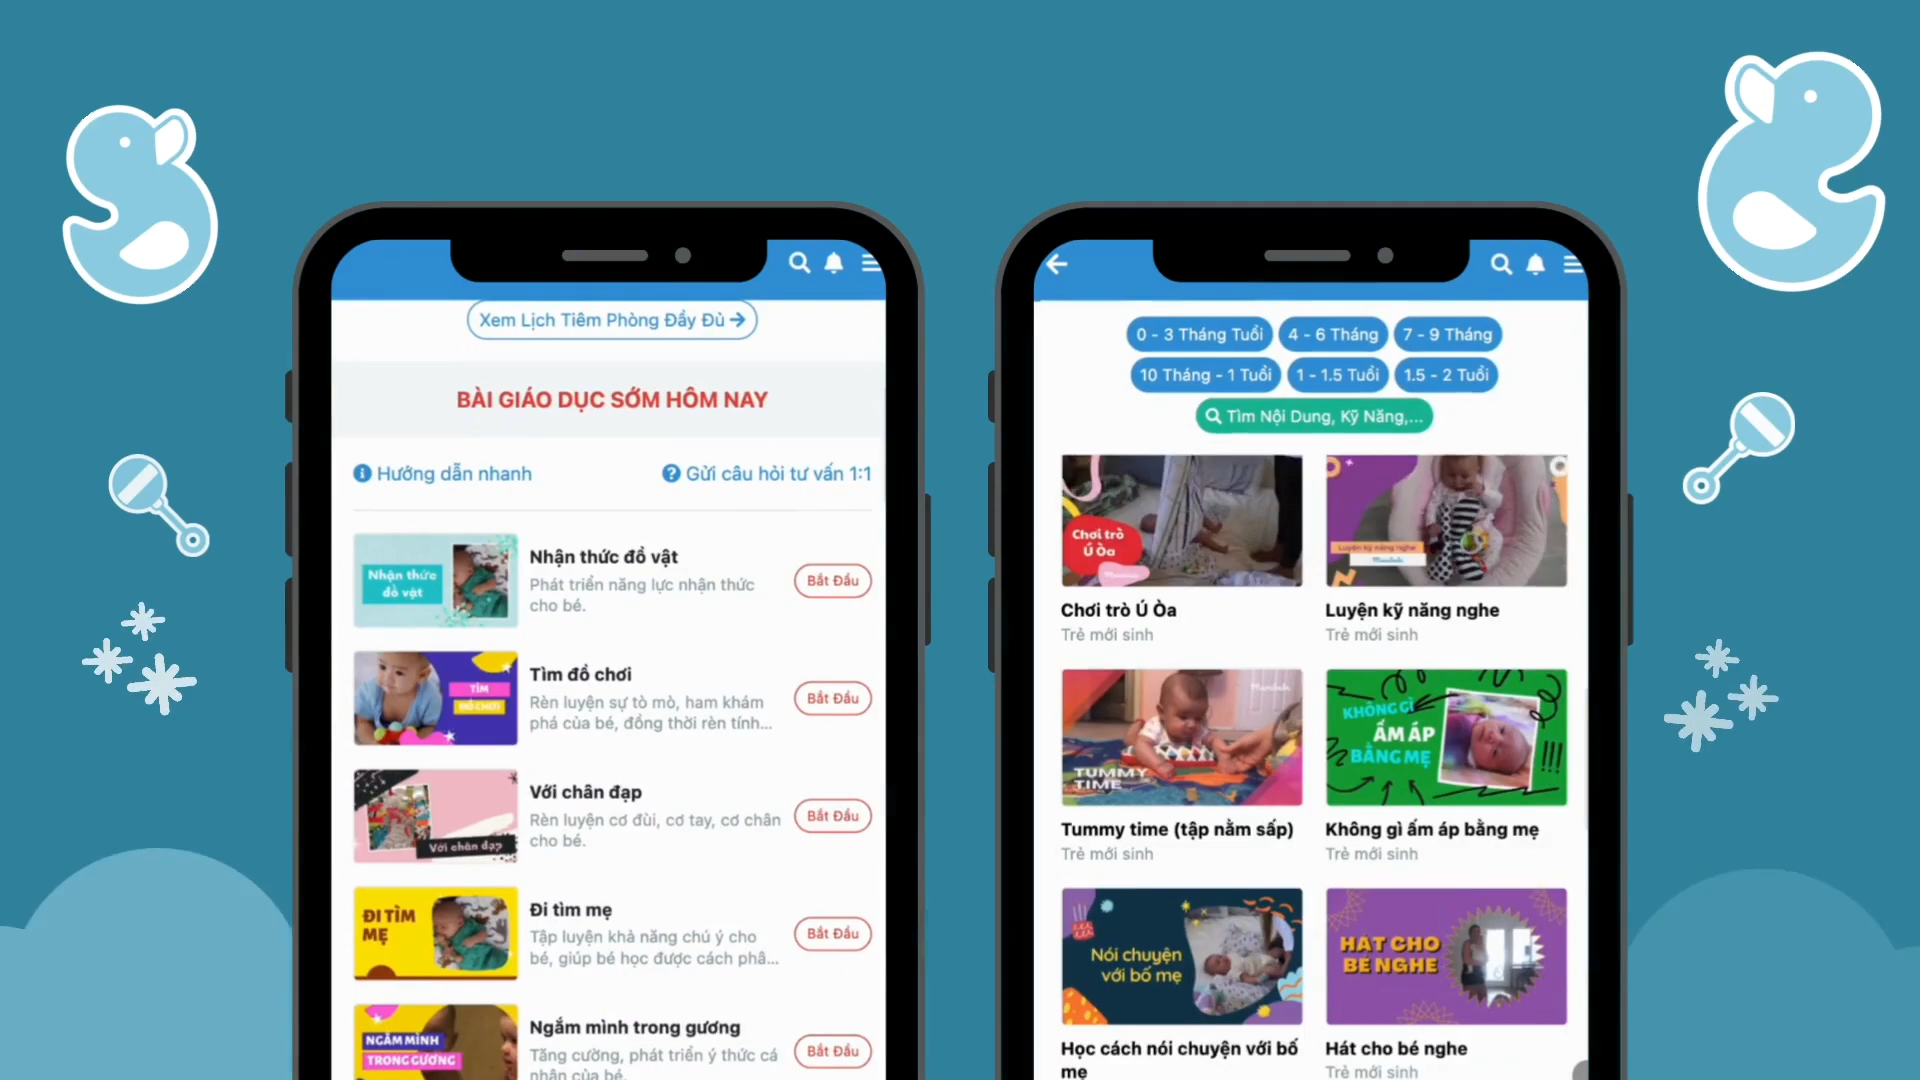 Xem Lịch Tiêm Phòng Đầy Đủ
BÀI GIÁO DỤC SỚM HÔM NAY
Hướng dẫn nhanh
Gửi câu hỏi tư vấn 1:1
Nhận thức
đồ vật
Nhận thức đồ vật
Phát triển năng lực nhận thức
cho bé.
Bắt Đầu
TÌM
ĐỒ CHƠI
Tìm đồ chơi
Rèn luyện sự tò mò, ham khám
phá của bé, đồng thời rèn tính...
Bắt Đầu
Với chân đạp
Với chân đạp
Rèn luyện cơ đùi, cơ tay, cơ chân
cho bé.
Bắt Đầu
ĐI TÌM
MẸ
Đi tìm mẹ
Tập luyện khả năng chú ý cho
bé, giúp bé học được cách phâ...
Bắt Đầu
NGẮM MÌNH
TRONG GƯƠNG
Ngắm mình trong gương
Tăng cường, phát triển ý thức cá
nhân của bé.
Bắt Đầu
0 - 3 Tháng Tuổi
4 - 6 Tháng
7 - 9 Tháng
10 Tháng - 1 Tuổi
1 - 1.5 Tuổi
1.5 - 2 Tuổi
Tìm Nội Dung, Kỹ Năng,...
Chơi trò
Ú Òa
Chơi trò Ú Òa
Trẻ mới sinh
Luyện kỹ năng nghe
Luyện kỹ năng nghe
Trẻ mới sinh
TUMMY
TIME
Tummy time (tập nằm sấp)
Trẻ mới sinh
KHÔNG GÌ
ẤM ÁP
BẰNG MẸ
Không gì ấm áp bằng mẹ
Trẻ mới sinh
Nói chuyện
với bố mẹ
Học cách nói chuyện với bố
mẹ
HÁT CHO
BÉ NGHE
Hát cho bé nghe
Trẻ mới sinh